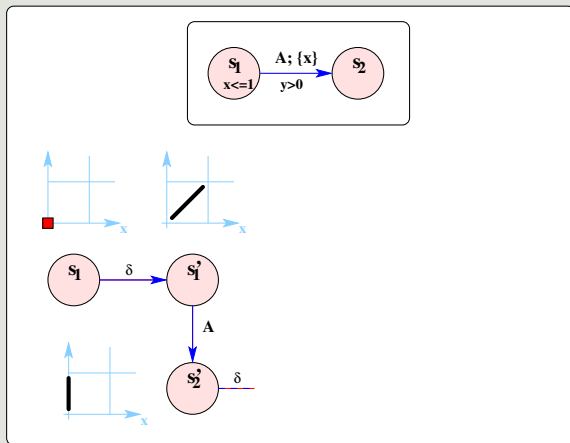 A; {x}
s1
s2
x<=1
y>0
x
x
s1
δ
s1'
A
s2'
δ
x